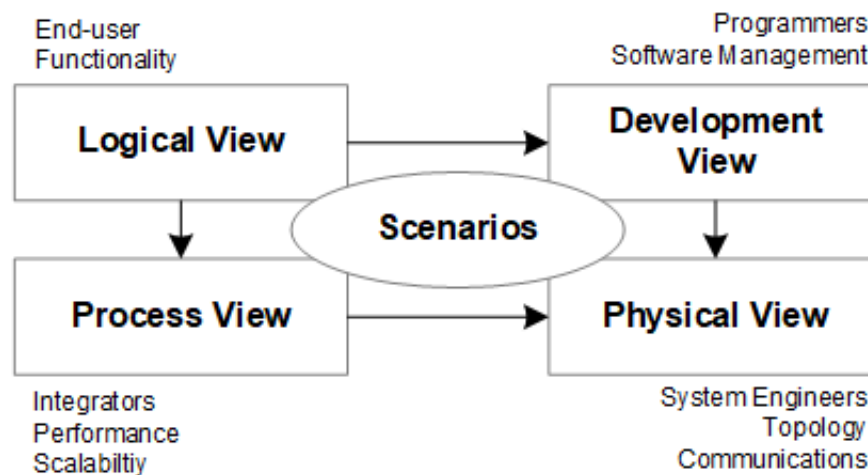 End-user
Functionality
Programmers
Software Management
Logical View
Development
View
Scenarios
Process View
Physical View
Integrators
Performance
Scalabiltiy
System Engineers
Topology
Communications